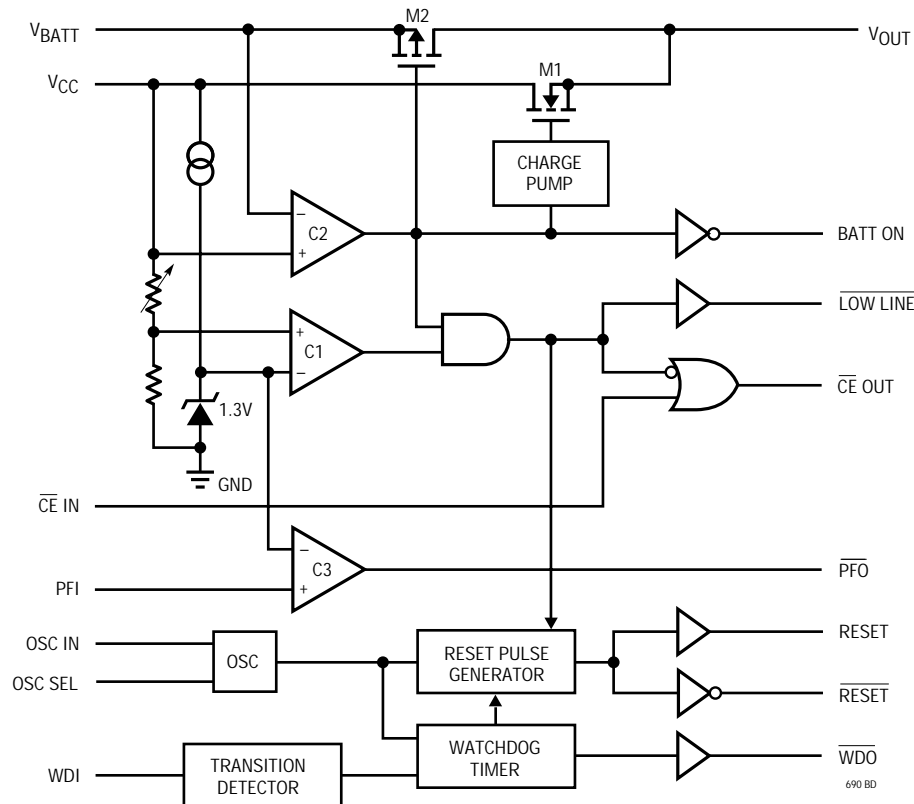 M2
VBATT
VOUT
VCC
M1
CHARGE
PUMP
−
C2
+
BATT ON
LOW LINE
+
C1
−
CE OUT
1.3V
GND
CE IN
−
C3
+
PFI
PFO
OSC IN
OSC SEL
OSC
RESET PULSE
GENERATOR
RESET
RESET
WDI
TRANSITION
DETECTOR
WATCHDOG
TIMER
WDO
690 BD